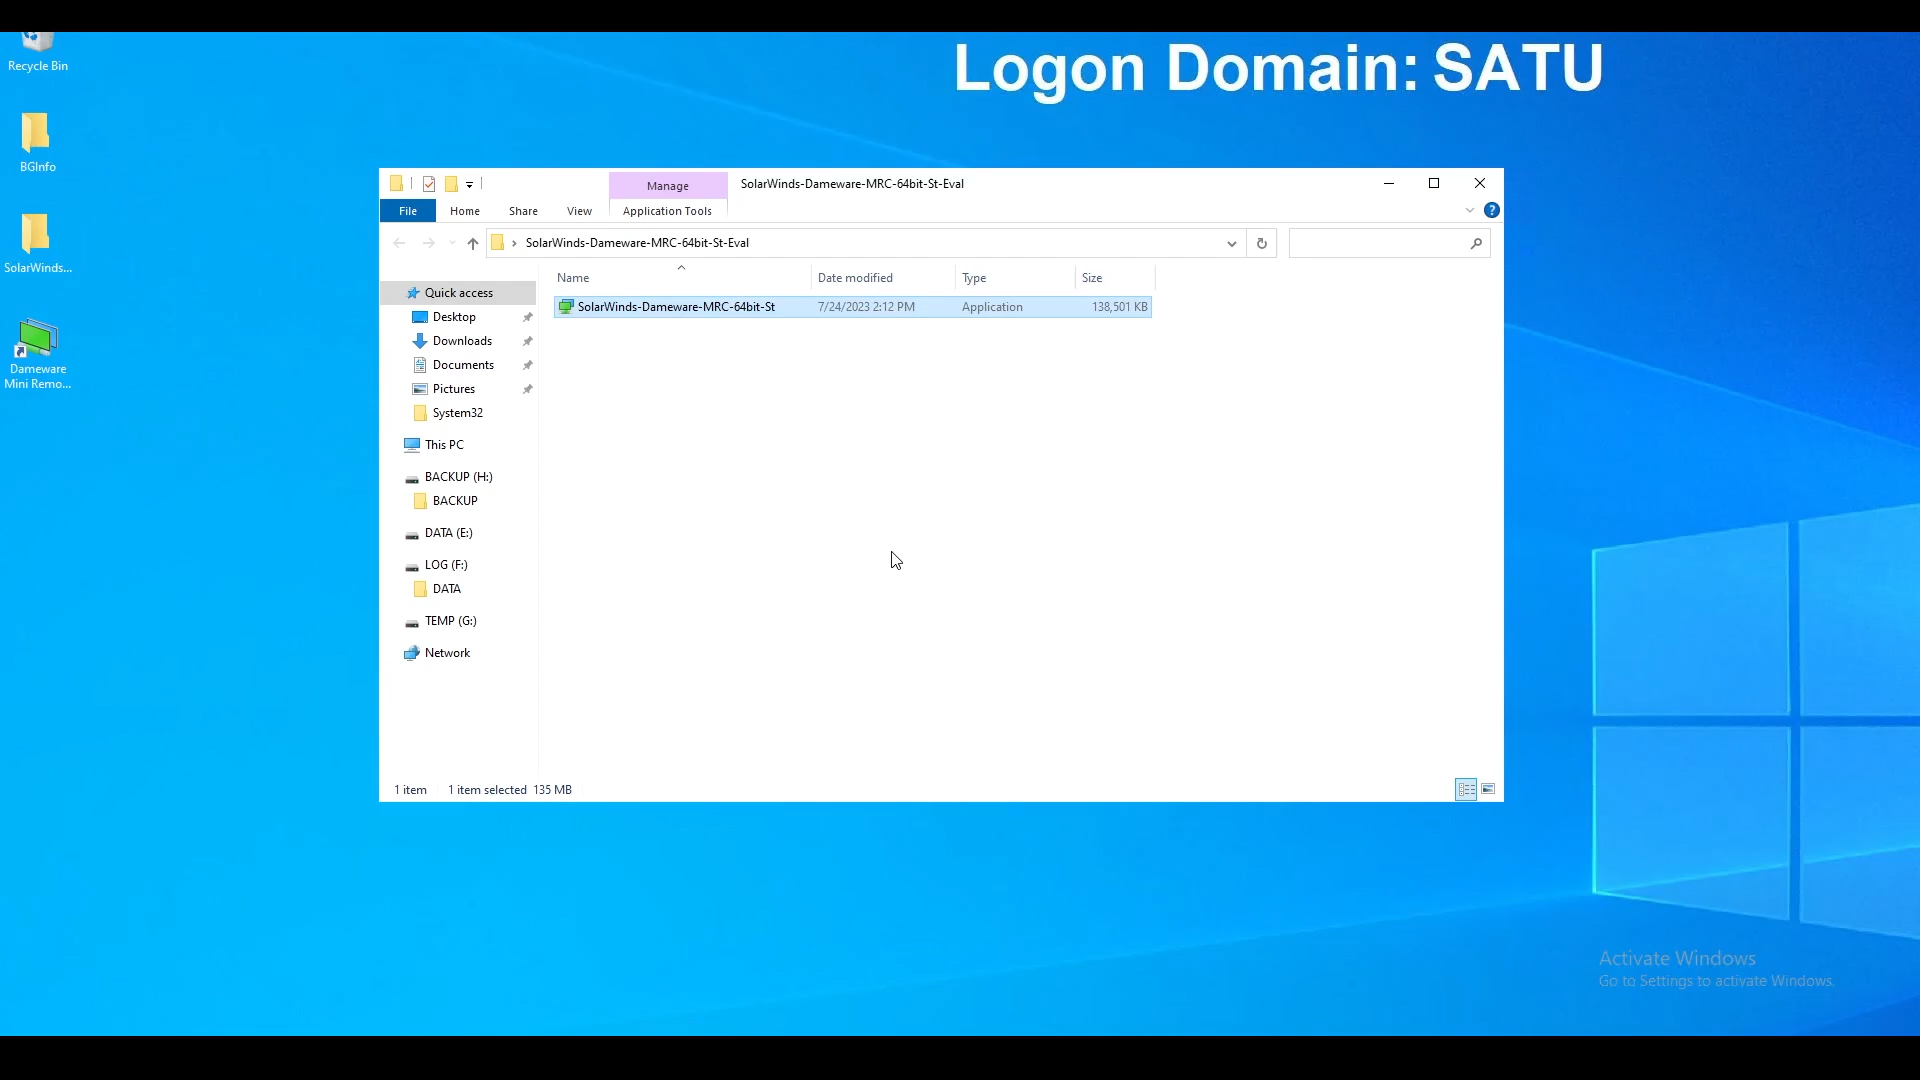 Logon Domain: SATU
Recycle Bin
BGInfo
SolarWinds...
Dameware
Mini Remo...
Manage
SolarWinds-Dameware-MRC-64bit-St-Eval
File
Home
Share
View
Application Tools
SolarWinds-Dameware-MRC-64bit-St-Eval
Name
Date modified
Type
Size
SolarWinds-Dameware-MRC-64bit-St
7/24/2023 2:12 PM
Application
138,501 KB
Quick access
Desktop
Downloads
Documents
Pictures
System32
This PC
BACKUP (H:)
BACKUP
DATA (E:)
LOG (F:)
DATA
TEMP (G:)
Network
1 item
1 item selected 135 MB
Activate Windows
Go to Settings to activate Windows.